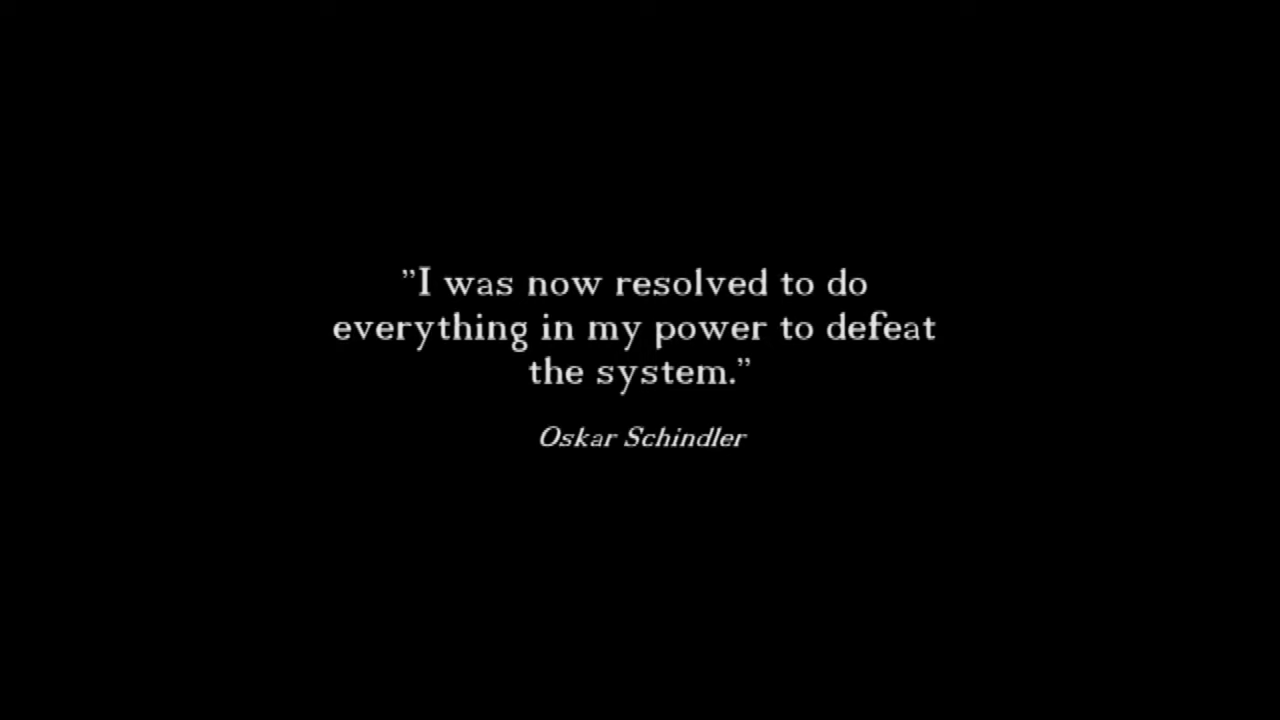 ”I was now resolved to do
everything in my power to defeat
the system.”
Oskar Schindler